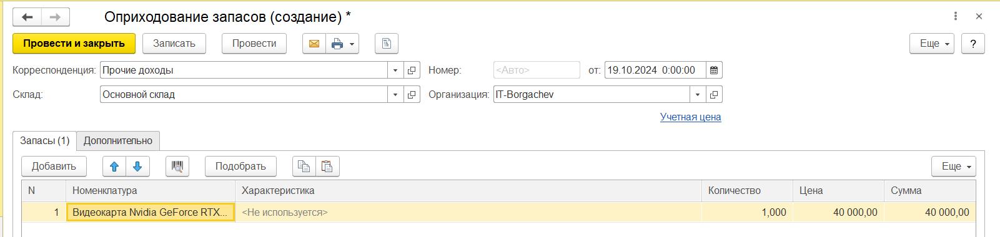 Оприходование запасов (создание) *
Провести и закрыть Записать Провести Еще ?
Корреспонденция: Прочие доходы Номер: <Авто> от: 19.10.2024 0:00:00
Склад: Основной склад Организация: IT-Borgachev
Учетная цена
Запасы (1) Дополнительно
Добавить Подобрать Еще
N Номенклатура Характеристика Количество Цена Сумма
1 Видеокарта Nvidia GeForce RTX... <Не используется> 1,000 40 000,00 40 000,00